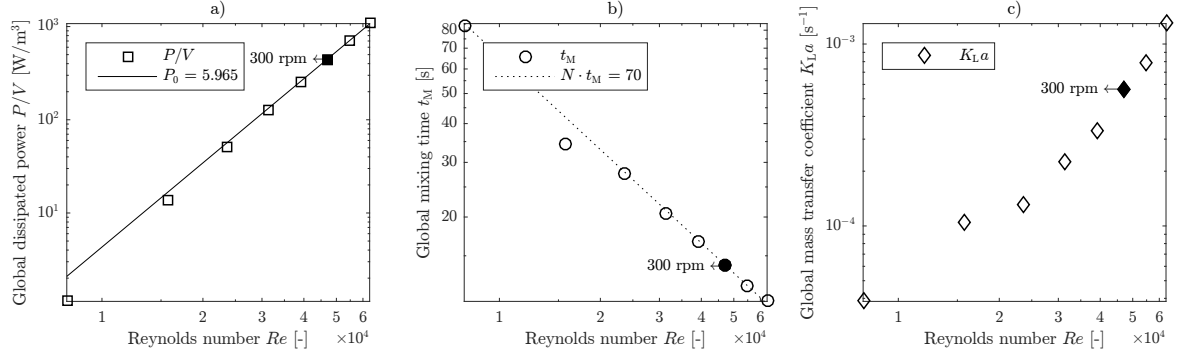 a)
Global dissipated power P/V [W/m³]
10³
10²
10¹
P/V
P₀ = 5.965
300 rpm
1 2 3 4 5 6
×10⁴
Reynolds number Re [-]
b)
Global mixing time t_M [s]
80
60
50
40
30
20
t_M
N · t_M = 70
300 rpm
1 2 3 4 5 6
×10⁴
Reynolds number Re [-]
c)
Global mass transfer coefficient K_L a [s⁻¹]
10⁻³
10⁻⁴
K_L a
300 rpm
1 2 3 4 5 6
×10⁴
Reynolds number Re [-]